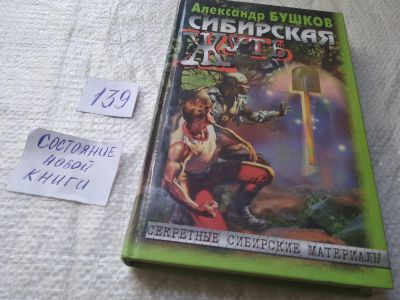 Александр БУШКОВ
СИБИРСКАЯ
ЖУТЬ
139
СОСТОЯНИЕ
НОВОЙ
КНИГИ
СЕКРЕТНЫЕ СИБИРСКИЕ МАТЕРИАЛЫ